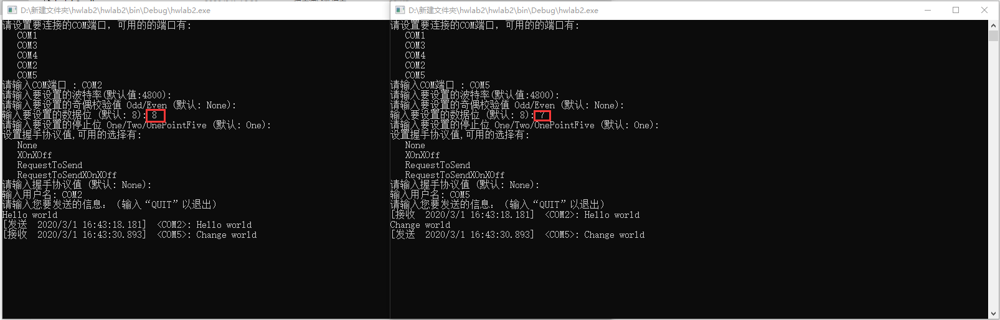 D:\新建文件夹\hwlab2\hwlab2\bin\Debug\hwlab2.exe
请设置要连接的COM端口，可用的的端口有:
COM1
COM3
COM4
COM2
COM5
请输入COM端口 : COM2
请输入要设置的波特率(默认值:4800):
请输入要设置的奇偶校验值 Odd/Even (默认: None):
输入要设置的数据位 (默认: 8): 8
请输入要设置的停止位 One/Two/OnePointFive (默认: One):
设置握手协议值,可用的选择有:
None
XOnXOff
RequestToSend
RequestToSendXOnXOff
请输入握手协议值 (默认: None):
输入用户名: COM2
请输入您要发送的信息: (输入“QUIT”以退出)
Hello world
[发送  2020/3/1 16:43:18.181]  <COM2>: Hello world
[接收  2020/3/1 16:43:30.893]  <COM5>: Change world
D:\新建文件夹\hwlab2\hwlab2\bin\Debug\hwlab2.exe
请设置要连接的COM端口，可用的的端口有:
COM1
COM3
COM4
COM2
COM5
请输入COM端口 : COM5
请输入要设置的波特率(默认值:4800):
请输入要设置的奇偶校验值 Odd/Even (默认: None):
输入要设置的数据位 (默认: 8): 7
请输入要设置的停止位 One/Two/OnePointFive (默认: One):
设置握手协议值,可用的选择有:
None
XOnXOff
RequestToSend
RequestToSendXOnXOff
请输入握手协议值 (默认: None):
输入用户名: COM5
请输入您要发送的信息: (输入“QUIT”以退出)
[接收  2020/3/1 16:43:18.181]  <COM2>: Hello world
Change world
[发送  2020/3/1 16:43:30.893]  <COM5>: Change world